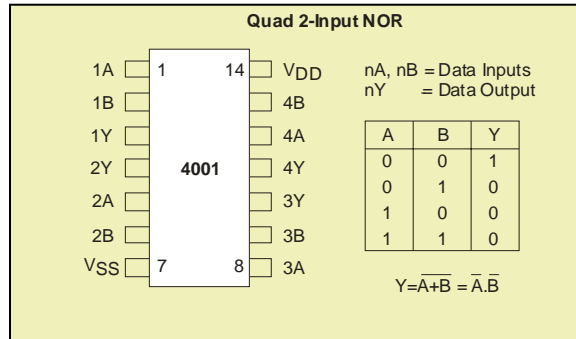 Quad 2-Input NOR
1A 1 14 VDD
1B 4B
1Y 4A
2Y 4001 4Y
2A 3Y
2B 3B
VSS 7 8 3A
nA, nB = Data Inputs
nY = Data Output
A B Y
0 0 1
0 1 0
1 0 0
1 1 0
Y=A̅+̅B̅ = A̅.B̅